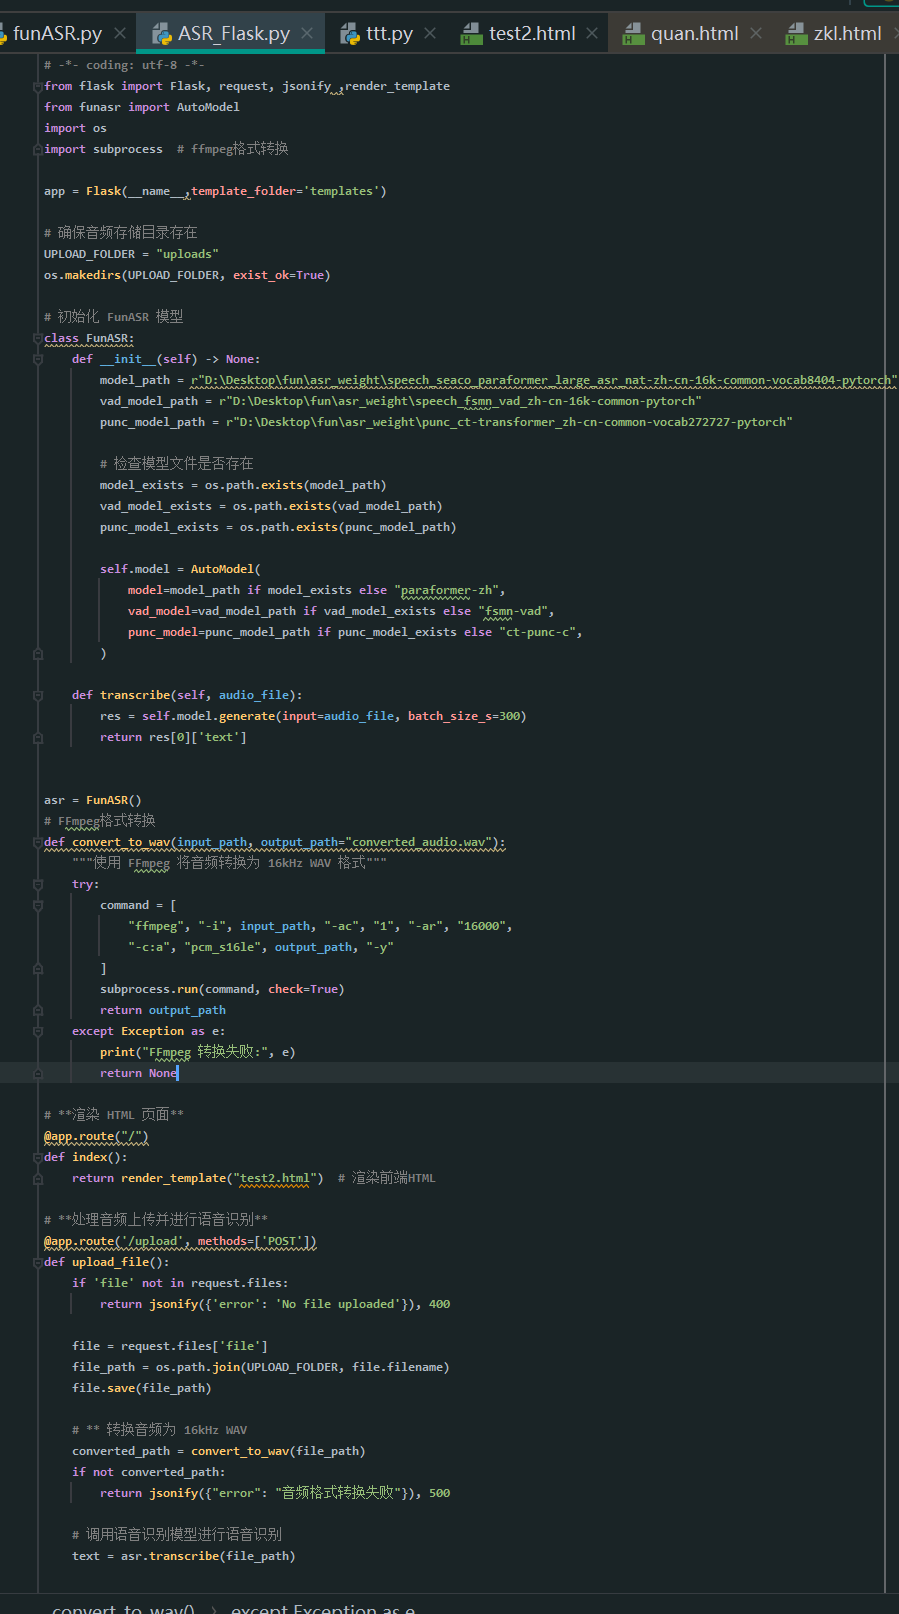 funASR.py × ASR_Flask.py × ttt.py × test2.html × quan.html × zkl.html
# -*- coding: utf-8 -*-
from flask import Flask, request, jsonify ,render_template
from funasr import AutoModel
import os
import subprocess  # ffmpeg格式转换
app = Flask(__name__,template_folder='templates')
# 确保音频存储目录存在
UPLOAD_FOLDER = "uploads"
os.makedirs(UPLOAD_FOLDER, exist_ok=True)
# 初始化 FunASR 模型
class FunASR:
    def __init__(self) -> None:
        model_path = r"D:\Desktop\fun\asr_weight\speech_seaco_paraformer_large_asr_nat-zh-cn-16k-common-vocab8404-pytorch"
        vad_model_path = r"D:\Desktop\fun\asr_weight\speech_fsmn_vad_zh-cn-16k-common-pytorch"
        punc_model_path = r"D:\Desktop\fun\asr_weight\punc_ct-transformer_zh-cn-common-vocab272727-pytorch"
        # 检查模型文件是否存在
        model_exists = os.path.exists(model_path)
        vad_model_exists = os.path.exists(vad_model_path)
        punc_model_exists = os.path.exists(punc_model_path)
        self.model = AutoModel(
            model=model_path if model_exists else "paraformer-zh",
            vad_model=vad_model_path if vad_model_exists else "fsmn-vad",
            punc_model=punc_model_path if punc_model_exists else "ct-punc-c",
        )
    def transcribe(self, audio_file):
        res = self.model.generate(input=audio_file, batch_size_s=300)
        return res[0]['text']
asr = FunASR()
# FFmpeg格式转换
def convert_to_wav(input_path, output_path="converted_audio.wav"):
    """使用 FFmpeg 将音频转换为 16kHz WAV 格式"""
    try:
        command = [
            "ffmpeg", "-i", input_path, "-ac", "1", "-ar", "16000",
            "-c:a", "pcm_s16le", output_path, "-y"
        ]
        subprocess.run(command, check=True)
        return output_path
    except Exception as e:
        print("FFmpeg 转换失败:", e)
        return None
# **渲染 HTML 页面**
@app.route("/")
def index():
    return render_template("test2.html")  # 渲染前端HTML
# **处理音频上传并进行语音识别**
@app.route('/upload', methods=['POST'])
def upload_file():
    if 'file' not in request.files:
        return jsonify({'error': 'No file uploaded'}), 400
    file = request.files['file']
    file_path = os.path.join(UPLOAD_FOLDER, file.filename)
    file.save(file_path)
    # ** 转换音频为 16kHz WAV
    converted_path = convert_to_wav(file_path)
    if not converted_path:
        return jsonify({"error": "音频格式转换失败"}), 500
    # 调用语音识别模型进行语音识别
    text = asr.transcribe(file_path)
convert_to_wav() › except Exception as e